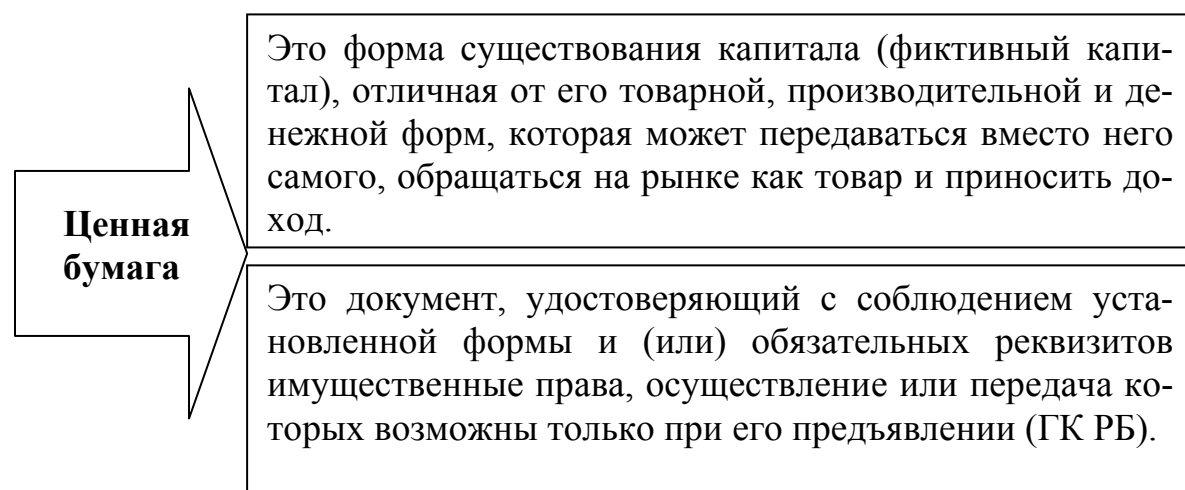 Это форма существования капитала (фиктивный капи-
тал), отличная от его товарной, производительной и де-
нежной форм, которая может передаваться вместо него
самого, обращаться на рынке как товар и приносить до-
ход.
Ценная
бумага
Это документ, удостоверяющий с соблюдением уста-
новленной формы и (или) обязательных реквизитов
имущественные права, осуществление или передача ко-
торых возможны только при его предъявлении (ГК РБ).